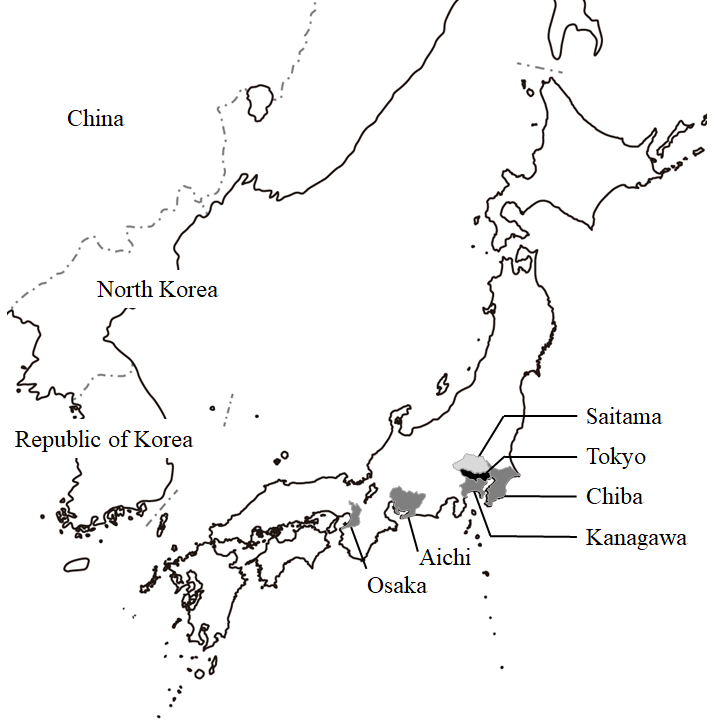 China
North Korea
Republic of Korea
Saitama
Tokyo
Chiba
Kanagawa
Aichi
Osaka